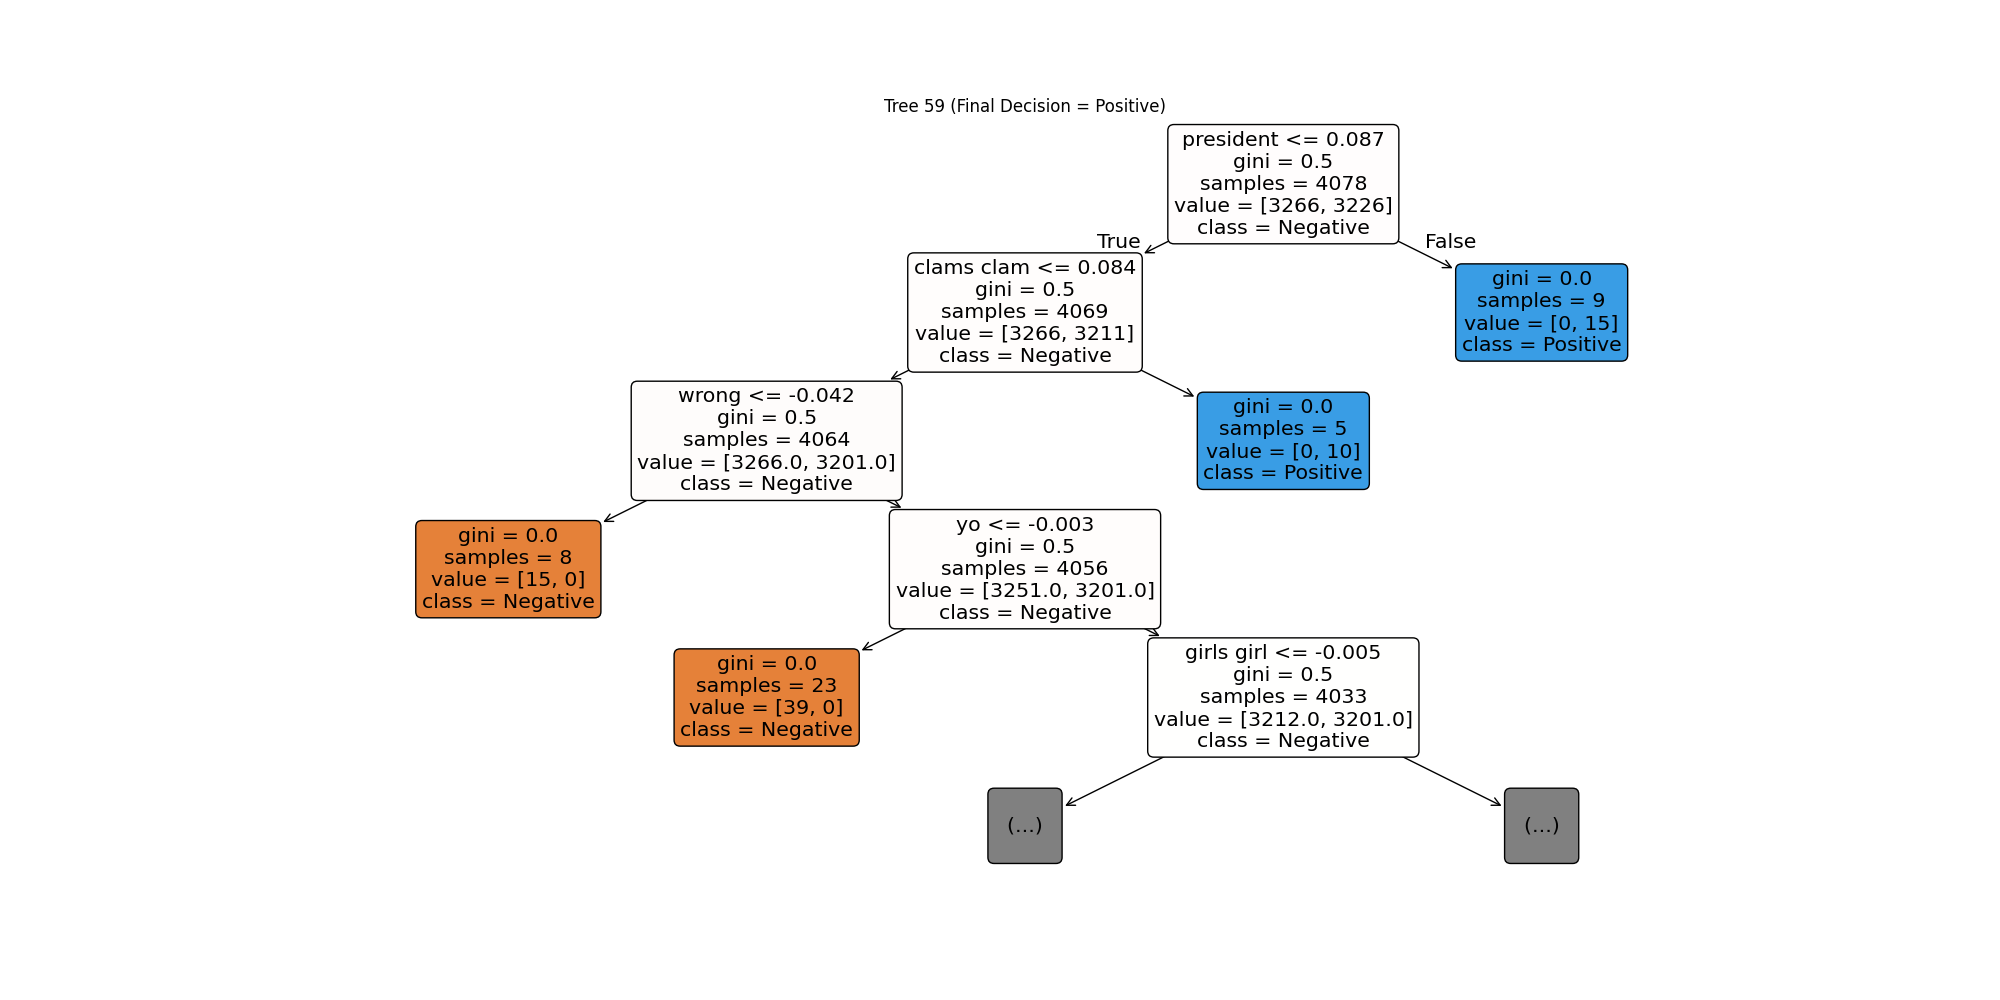 Tree 59 (Final Decision = Positive)
president <= 0.087
gini = 0.5
samples = 4078
value = [3266, 3226]
class = Negative
True
False
clams clam <= 0.084
gini = 0.5
samples = 4069
value = [3266, 3211]
class = Negative
gini = 0.0
samples = 9
value = [0, 15]
class = Positive
wrong <= -0.042
gini = 0.5
samples = 4064
value = [3266.0, 3201.0]
class = Negative
gini = 0.0
samples = 5
value = [0, 10]
class = Positive
gini = 0.0
samples = 8
value = [15, 0]
class = Negative
yo <= -0.003
gini = 0.5
samples = 4056
value = [3251.0, 3201.0]
class = Negative
gini = 0.0
samples = 23
value = [39, 0]
class = Negative
girls girl <= -0.005
gini = 0.5
samples = 4033
value = [3212.0, 3201.0]
class = Negative
(...)
(...)